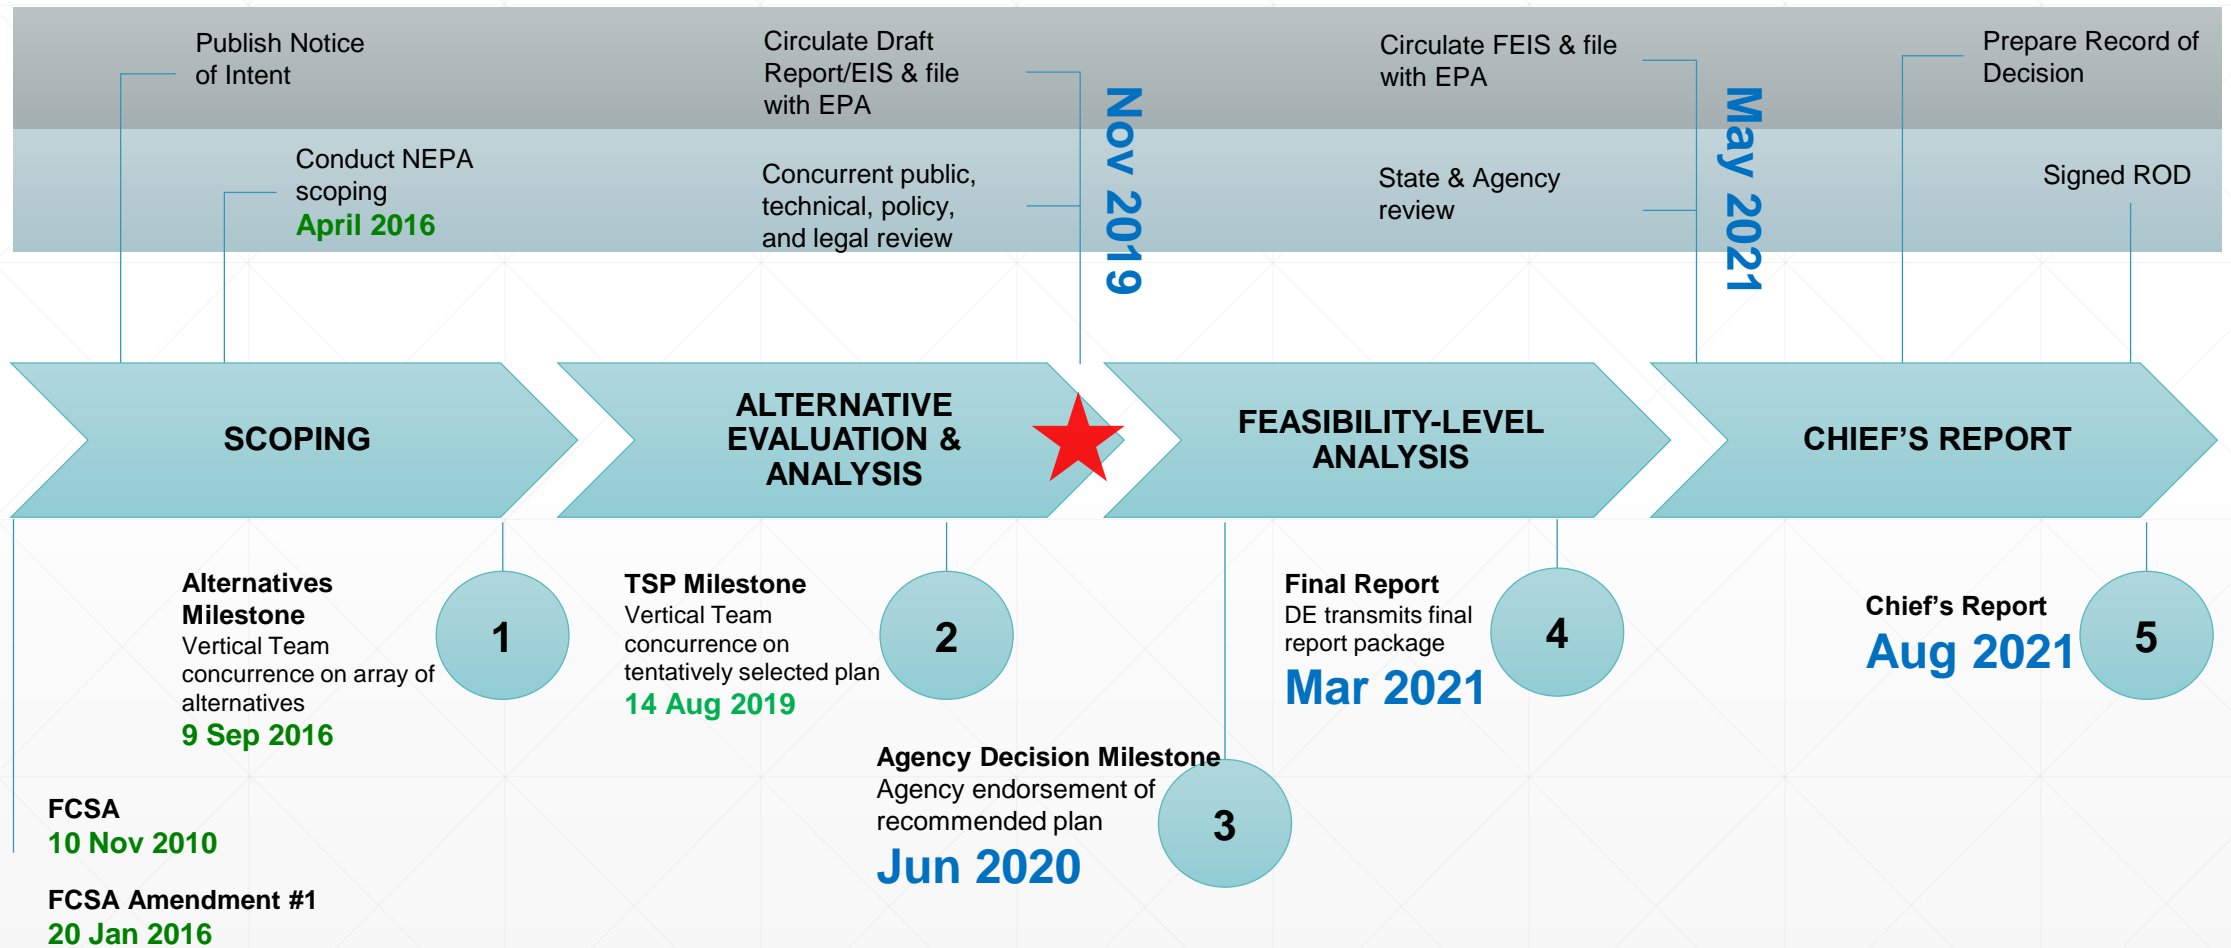 Publish Notice
of Intent
Circulate Draft
Report/EIS & file
with EPA
Circulate FEIS & file
with EPA
Prepare Record of
Decision
Conduct NEPA
scoping
April 2016
Concurrent public,
technical, policy,
and legal review
Nov 2019
State & Agency
review
May 2021
Signed ROD
SCOPING
ALTERNATIVE
EVALUATION &
ANALYSIS
FEASIBILITY-LEVEL
ANALYSIS
CHIEF’S REPORT
Alternatives
Milestone
Vertical Team
concurrence on array of
alternatives
9 Sep 2016
1
TSP Milestone
Vertical Team
concurrence on
tentatively selected plan
14 Aug 2019
2
Agency Decision Milestone
Agency endorsement of
recommended plan
Jun 2020
3
Final Report
DE transmits final
report package
Mar 2021
4
Chief’s Report
Aug 2021
5
FCSA
10 Nov 2010
FCSA Amendment #1
20 Jan 2016